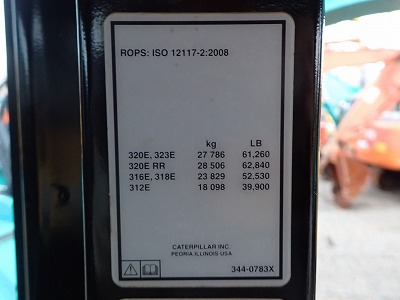 ROPS: ISO 12117-2:2008
kg LB
320E, 323E 27 786 61,260
320E RR 28 506 62,840
316E, 318E 23 829 52,530
312E 18 098 39,900
CATERPILLAR INC.
PEORIA ILLINOIS USA
344-0783X